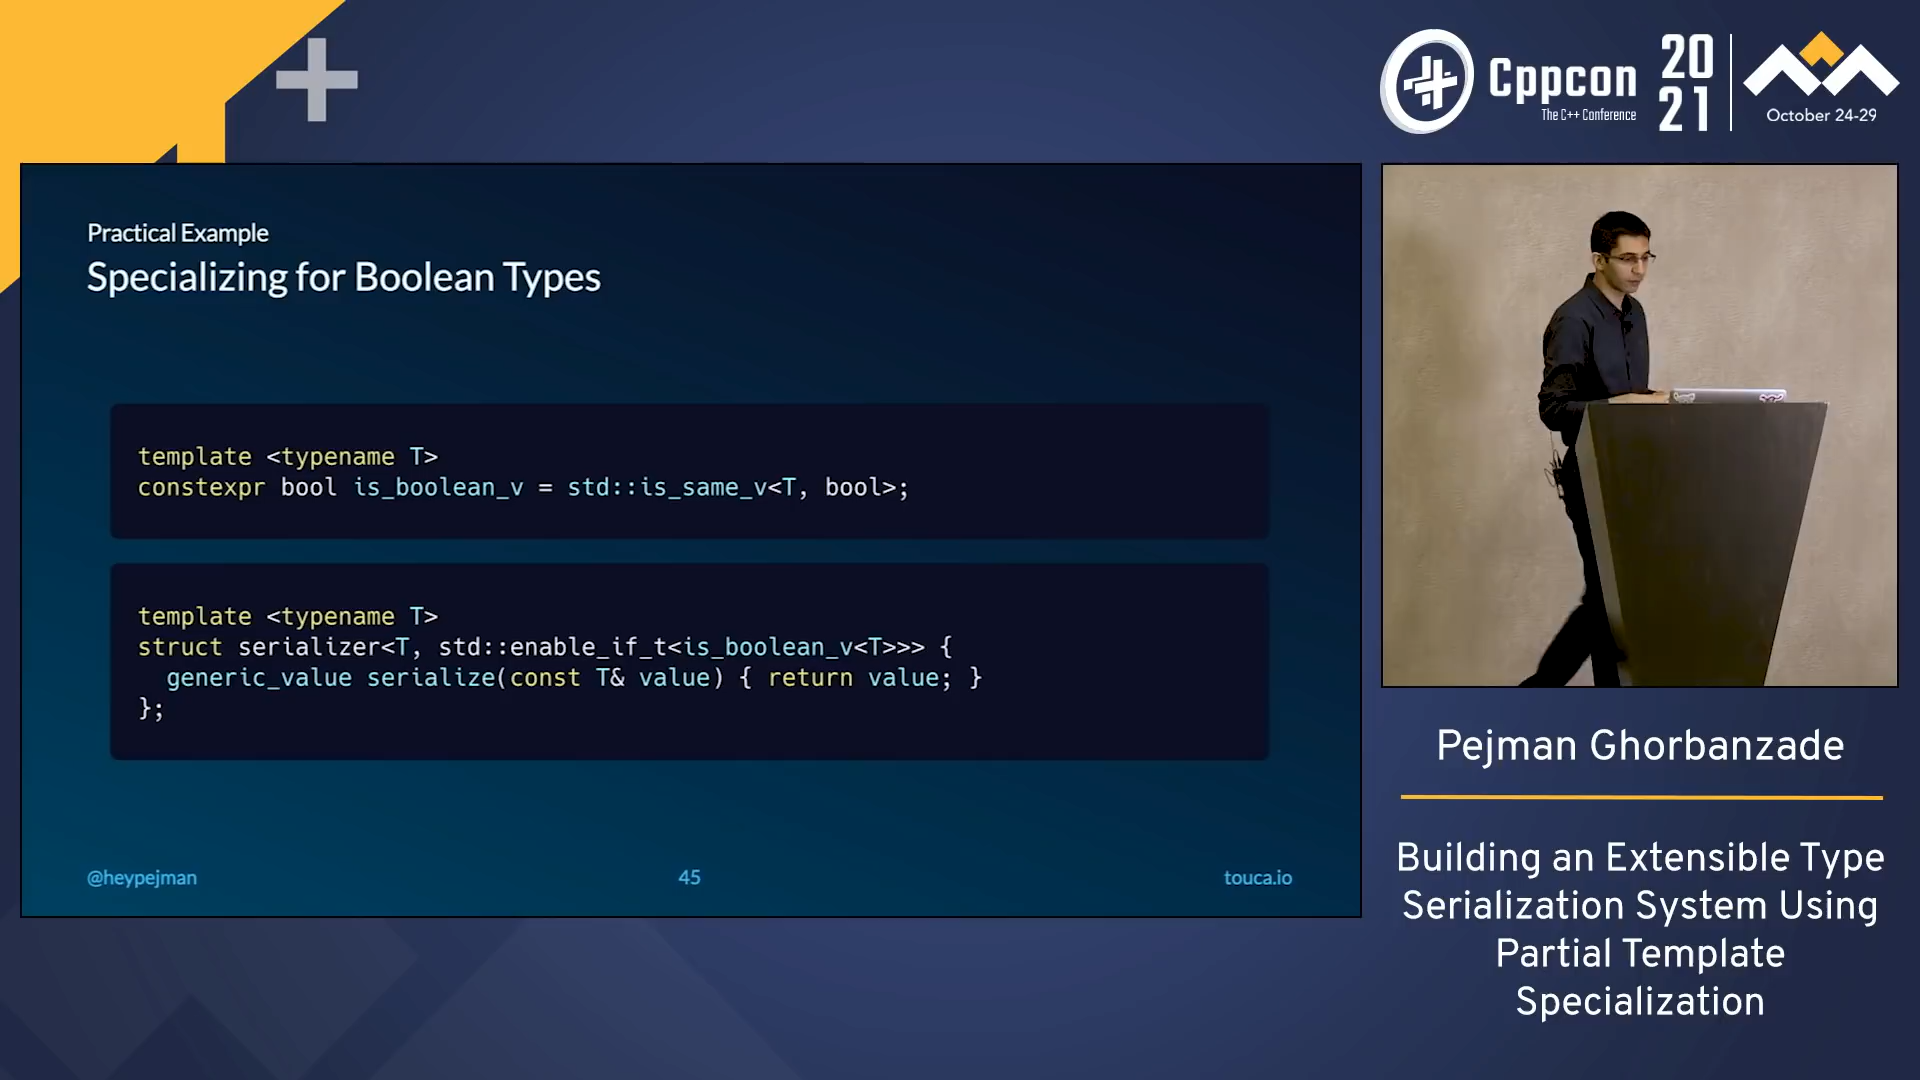 Cppcon
The C++ Conference
20
21
October 24-29
Practical Example
Specializing for Boolean Types
template <typename T>
constexpr bool is_boolean_v = std::is_same_v<T, bool>;
template <typename T>
struct serializer<T, std::enable_if_t<is_boolean_v<T>>> {
  generic_value serialize(const T& value) { return value; }
};
@heypejman
45
touca.io
Pejman Ghorbanzade
Building an Extensible Type
Serialization System Using
Partial Template
Specialization